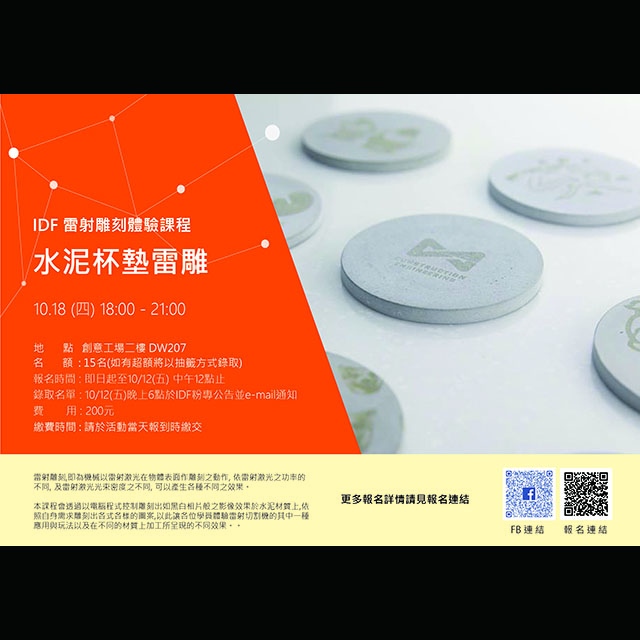 IDF 雷射雕刻體驗課程
水泥杯墊雷雕
10.18 (四) 18:00 - 21:00
地 點 創意工場二樓 DW207
名 額 : 15名(如有超額將以抽籤方式錄取)
報名時間 : 即日起至10/12(五) 中午12點止
錄取名單 : 10/12(五)晚上6點於IDF粉專公告並e-mail通知
費 用 : 200元
繳費時間 : 請於活動當天報到時繳交
CONSTRUCTION
ENGINEERING
雷射雕刻,即為機械以雷射激光在物體表面作雕刻之動作, 依雷射激光之功率的
不同, 及雷射激光光束密度之不同, 可以產生各種不同之效果。
本課程會透過以電腦程式控制雕刻出如黑白相片般之影像效果於水泥材質上,依
照自身需求雕刻出各式各樣的圖案,以此讓各位學員體驗雷射切割機的其中一種
應用與玩法以及在不同的材質上加工所呈現的不同效果。。
更多報名詳情請見報名連結
FB 連結
報名連結